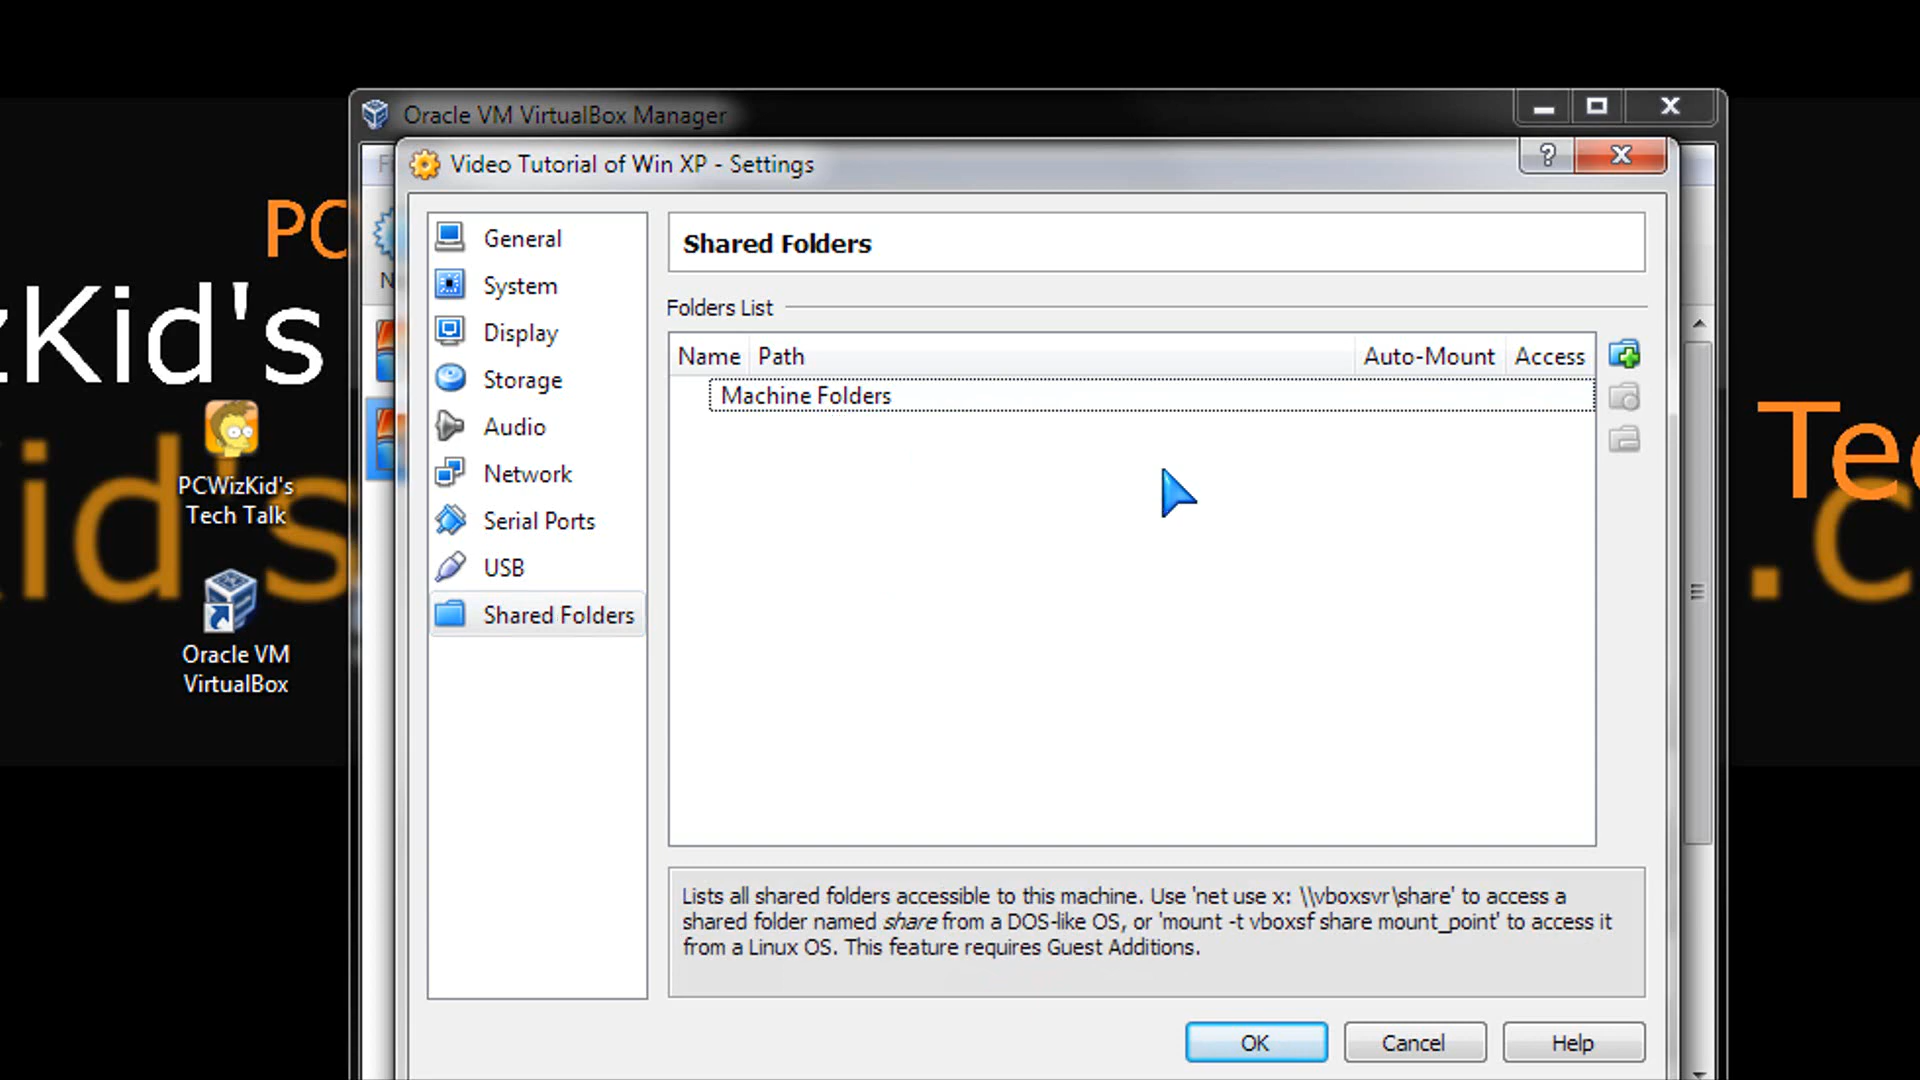 Oracle VM VirtualBox Manager
Video Tutorial of Win XP - Settings
PC
zKid's
kid's
PCWizKid's
Tech Talk
Oracle VM
VirtualBox
General
System
Display
Storage
Audio
Network
Serial Ports
USB
Shared Folders
Shared Folders
Folders List
Name Path Auto-Mount Access
Machine Folders
Lists all shared folders accessible to this machine. Use 'net use x: \\vboxsvr\share' to access a
shared folder named share from a DOS-like OS, or 'mount -t vboxsf share mount_point' to access it
from a Linux OS. This feature requires Guest Additions.
OK Cancel Help
Te
.c